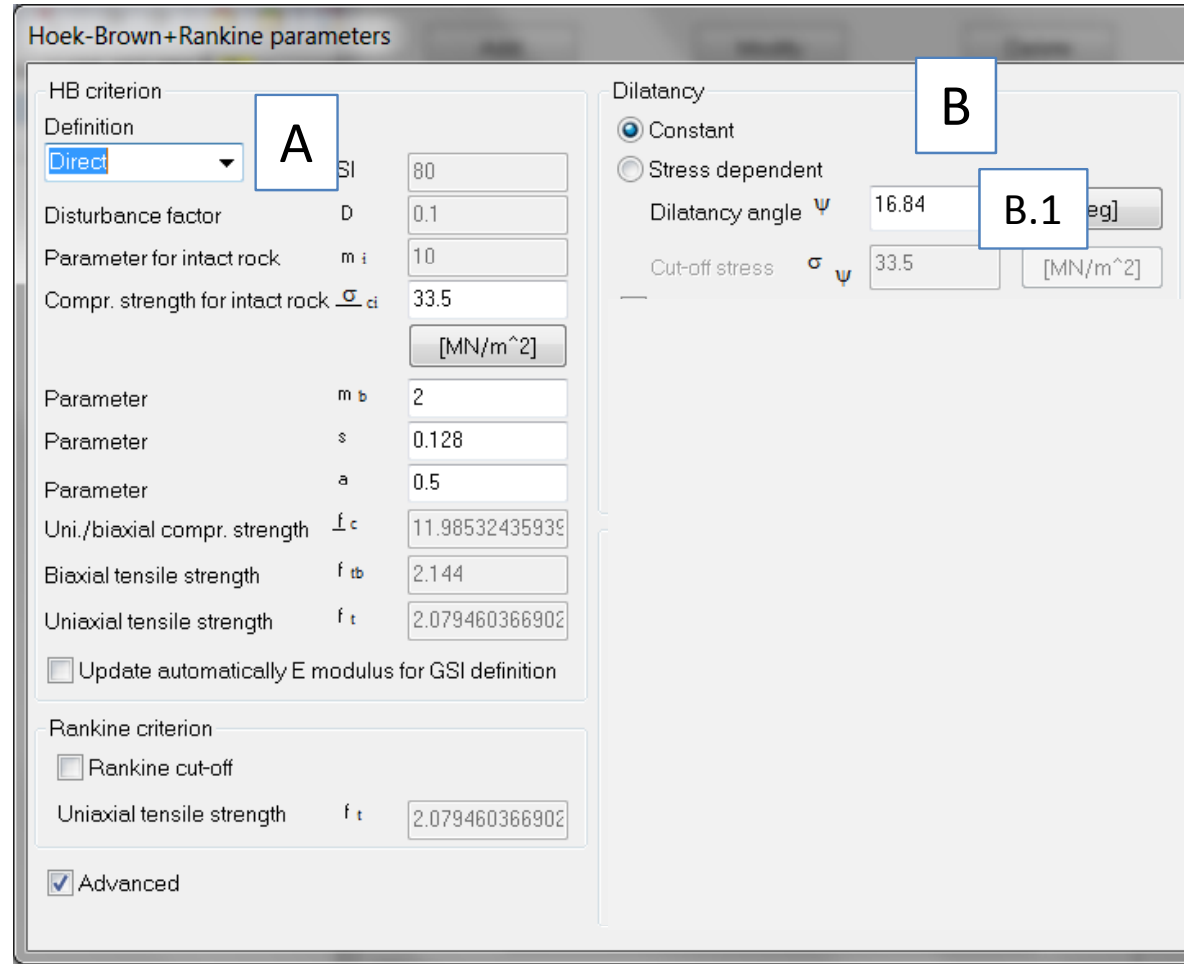 Hoek-Brown+Rankine parameters
HB criterion
Definition
Direct
A
SI 80
Disturbance factor D 0.1
Parameter for intact rock m i 10
Compr. strength for intact rock σ ci 33.5
[MN/m^2]
Parameter m b 2
Parameter s 0.128
Parameter a 0.5
Uni./biaxial compr. strength f c 11.98532435939
Biaxial tensile strength f tb 2.144
Uniaxial tensile strength f t 2.079460366902
Update automatically E modulus for GSI definition
Rankine criterion
Rankine cut-off
Uniaxial tensile strength f t 2.079460366902
Advanced
Dilatancy
B
Constant
Stress dependent
Dilatancy angle ψ 16.84 B.1 eg]
Cut-off stress σ ψ 33.5 [MN/m^2]